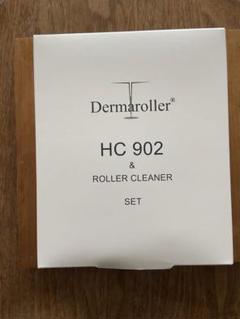 Dermaroller®
HC 902
&
ROLLER CLEANER
SET